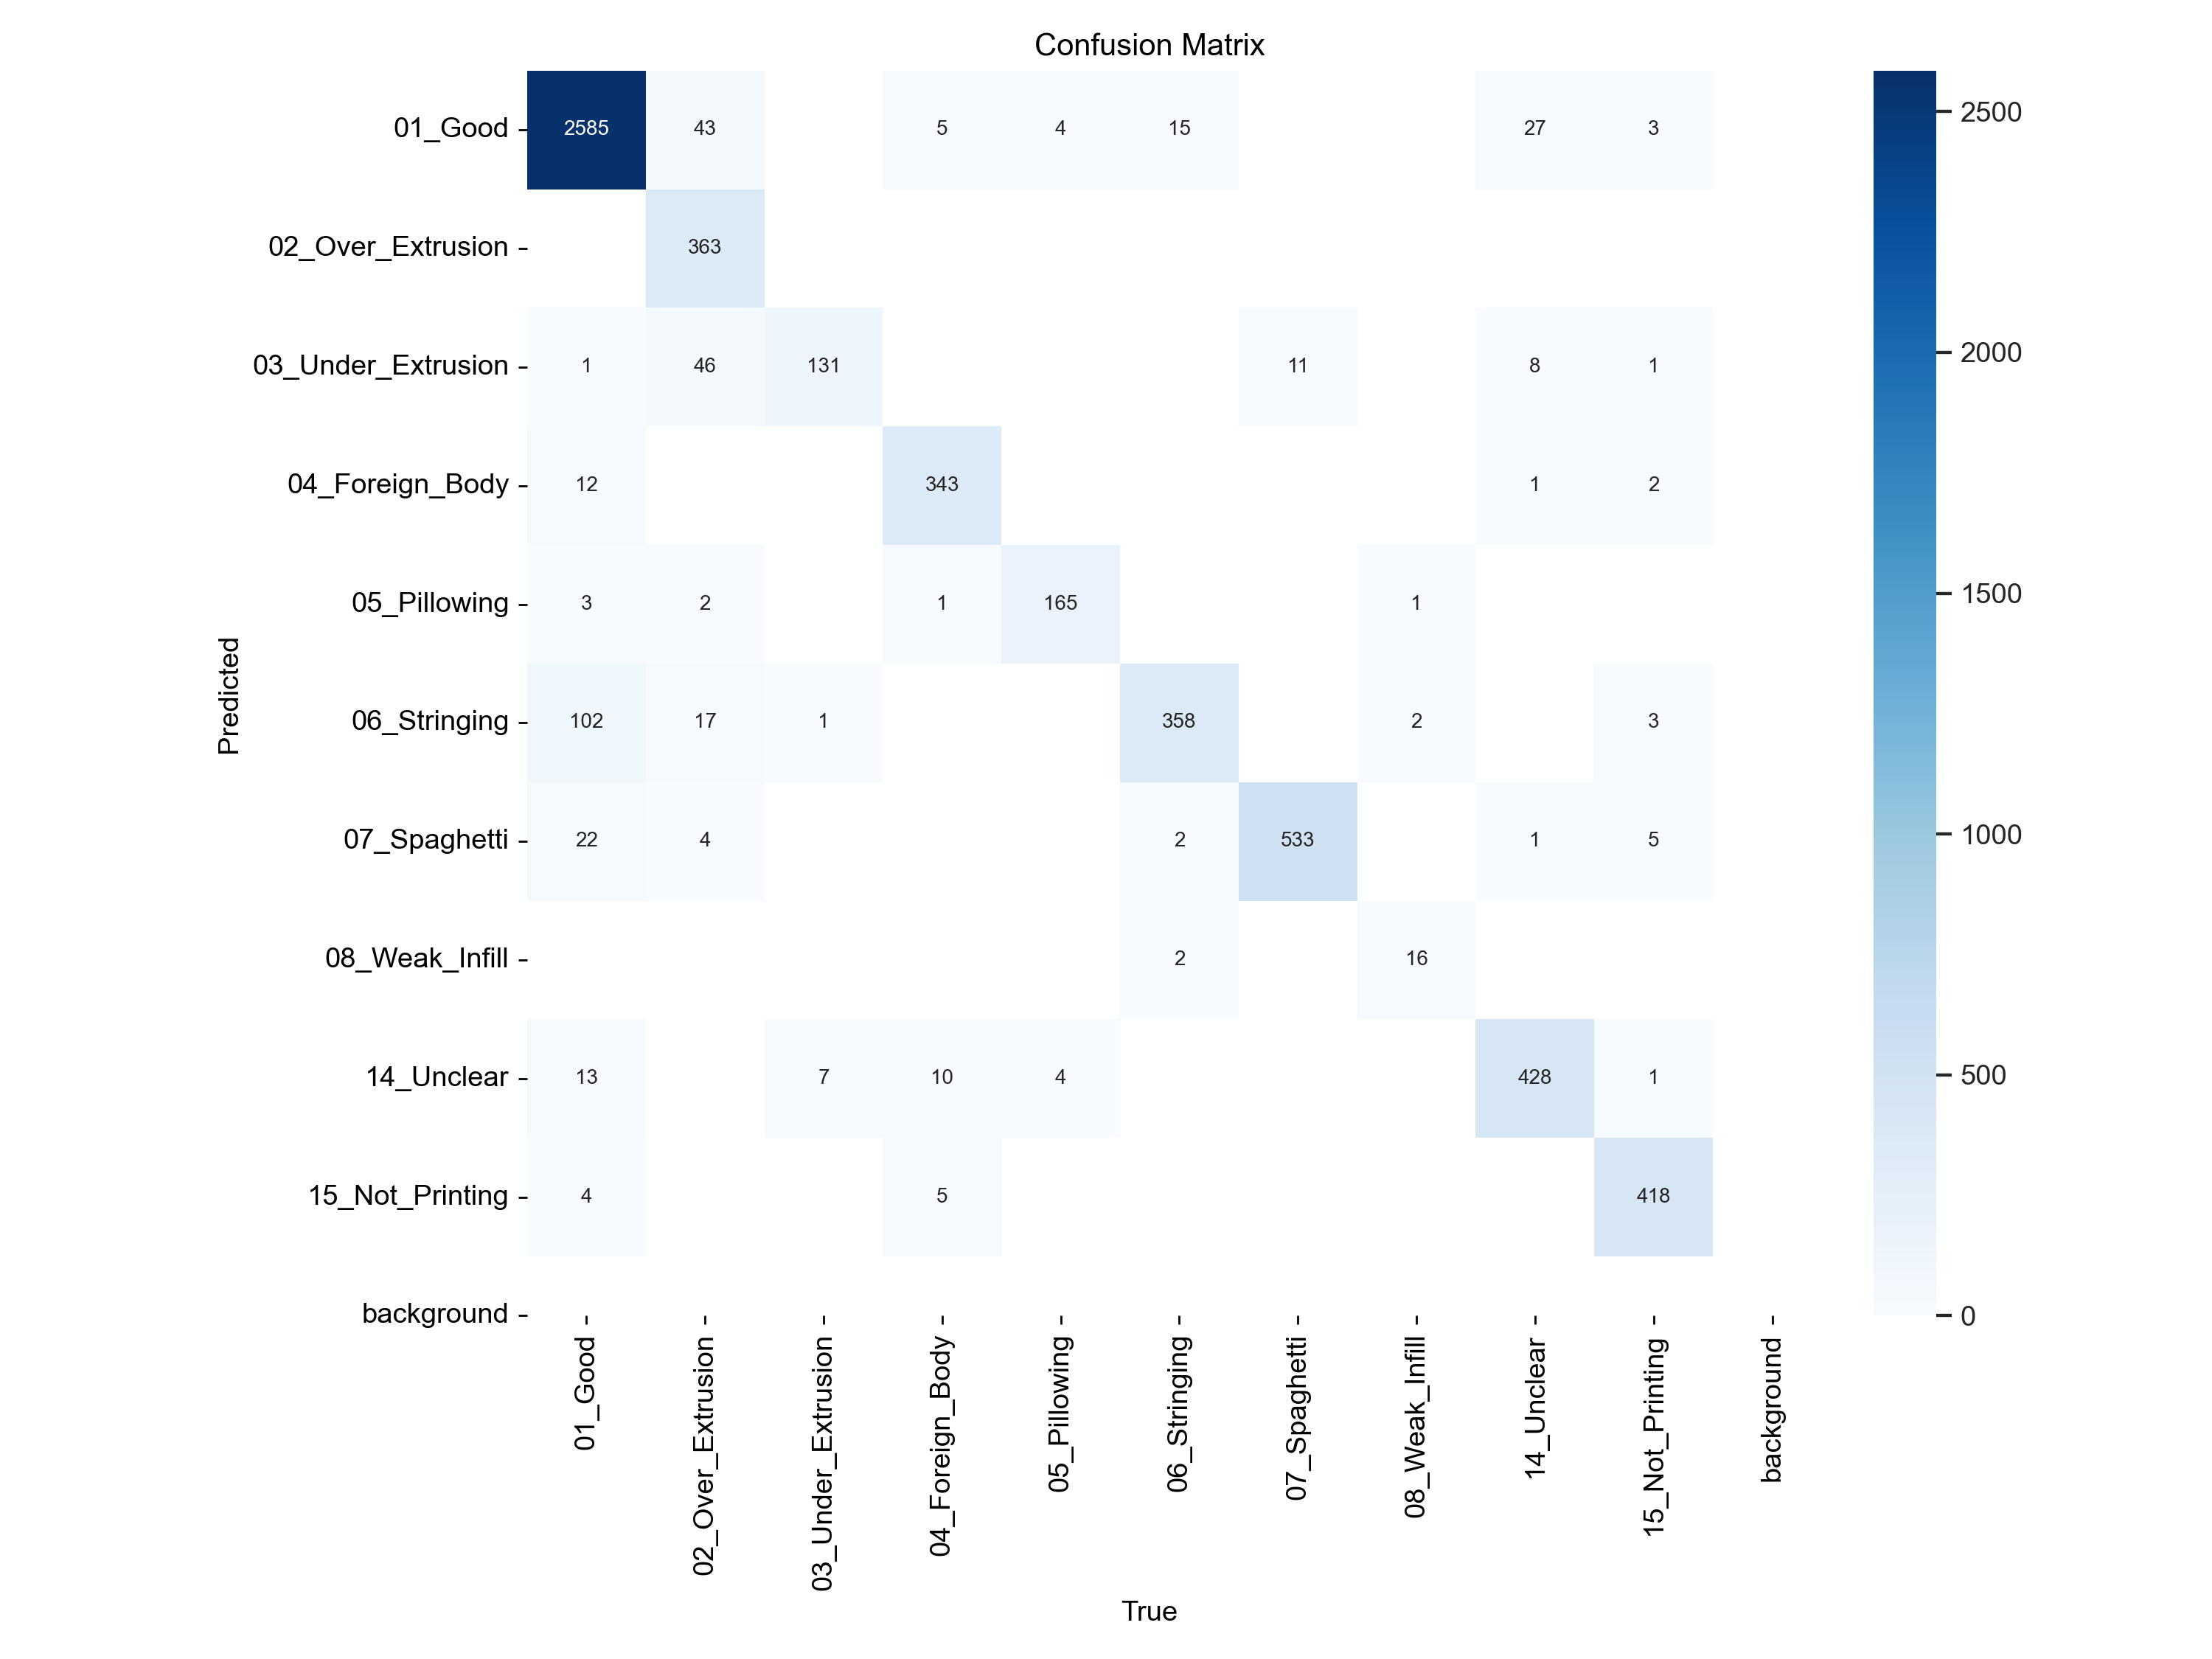 Confusion Matrix
01_Good 2585 43 5 4 15 27 3
02_Over_Extrusion 363
03_Under_Extrusion 1 46 131 11 8 1
04_Foreign_Body 12 343 1 2
05_Pillowing 3 2 1 165 1
06_Stringing 102 17 1 358 2 3
07_Spaghetti 22 4 2 533 1 5
08_Weak_Infill 2 16
14_Unclear 13 7 10 4 428 1
15_Not_Printing 4 5 418
background
Predicted
01_Good
02_Over_Extrusion
03_Under_Extrusion
04_Foreign_Body
05_Pillowing
06_Stringing
07_Spaghetti
08_Weak_Infill
14_Unclear
15_Not_Printing
background
True
2500
2000
1500
1000
500
0